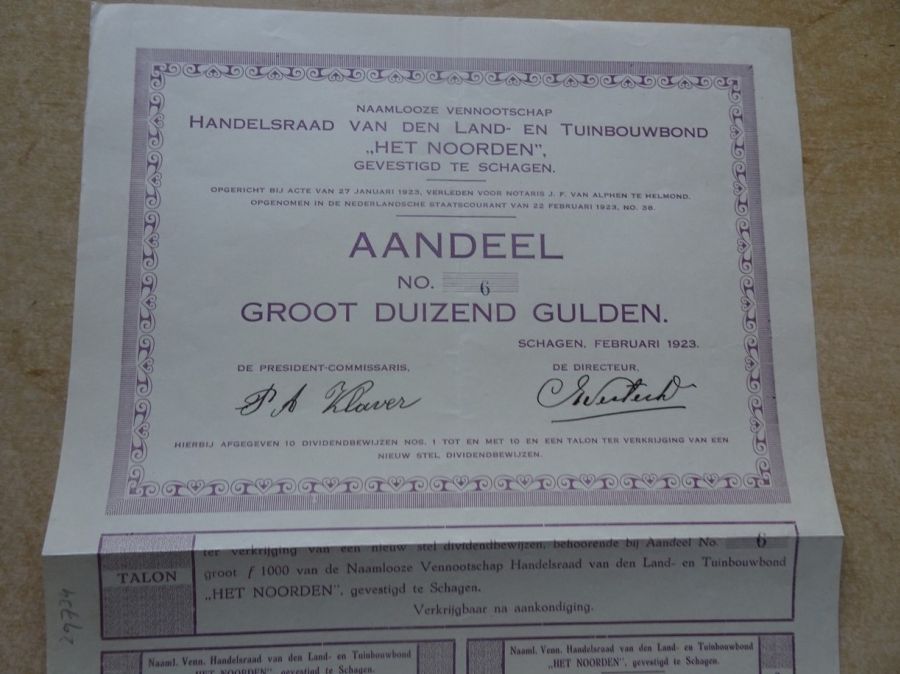 NAAMLOOZE VENNOOTSCHAP
HANDELSRAAD VAN DEN LAND- EN TUINBOUWBOND
„HET NOORDEN”,
GEVESTIGD TE SCHAGEN.
OPGERICHT BIJ ACTE VAN 27 JANUARI 1923, VERLEDEN VOOR NOTARIS J. F. VAN ALPHEN TE HELMOND.
OPGENOMEN IN DE NEDERLANDSCHE STAATSCOURANT VAN 22 FEBRUARI 1923, NO. 38.
AANDEEL
NO. 6
GROOT DUIZEND GULDEN.
SCHAGEN, FEBRUARI 1923.
DE PRESIDENT-COMMISSARIS,
DE DIRECTEUR,
P A Klaver
HIERBIJ AFGEGEVEN 10 DIVIDENDBEWIJZEN NOS. 1 TOT EN MET 10 EN EEN TALON TER VERKRIJGING VAN EEN
NIEUW STEL DIVIDENDBEWIJZEN.
TALON
ter verkrijging van een nieuw stel dividendbewijzen, behoorende bij Aandeel No. 6
groot ƒ 1000 van de Naamlooze Vennootschap Handelsraad van den Land- en Tuinbouwbond
„HET NOORDEN”, gevestigd te Schagen.
Verkrijgbaar na aankondiging.
Naaml. Venn. Handelsraad van den Land- en Tuinbouwbond
„HET NOORDEN”, gevestigd te Schagen.
Naaml. Venn. Handelsraad van den Land- en Tuinbouwbond
„HET NOORDEN”, gevestigd te Schagen.